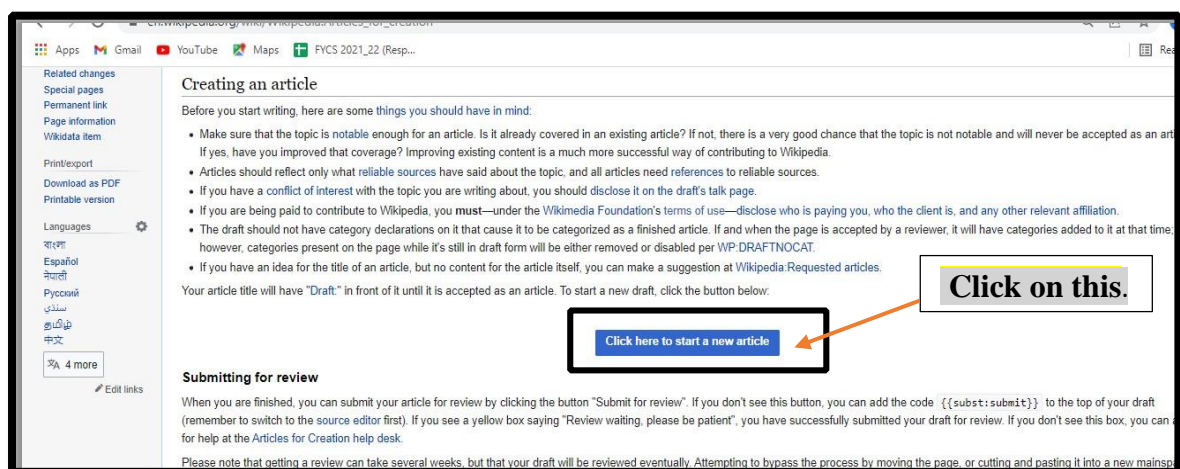 en.wikipedia.org/wiki/Wikipedia:Articles_for_creation
Apps Gmail YouTube Maps FYCS 2021_22 (Resp... Rea
Related changes
Special pages
Permanent link
Page information
Wikidata item
Print/export
Download as PDF
Printable version
Languages
বাংলা
Español
नेपाली
Русский
سنڌي
தமிழ்
中文
4 more
Edit links
Creating an article
Before you start writing, here are some things you should have in mind:
• Make sure that the topic is notable enough for an article. Is it already covered in an existing article? If not, there is a very good chance that the topic is not notable and will never be accepted as an arti
If yes, have you improved that coverage? Improving existing content is a much more successful way of contributing to Wikipedia.
• Articles should reflect only what reliable sources have said about the topic, and all articles need references to reliable sources.
• If you have a conflict of interest with the topic you are writing about, you should disclose it on the draft's talk page.
• If you are being paid to contribute to Wikipedia, you must—under the Wikimedia Foundation's terms of use—disclose who is paying you, who the client is, and any other relevant affiliation.
• The draft should not have category declarations on it that cause it to be categorized as a finished article. If and when the page is accepted by a reviewer, it will have categories added to it at that time;
however, categories present on the page while it's still in draft form will be either removed or disabled per WP:DRAFTNOCAT.
• If you have an idea for the title of an article, but no content for the article itself, you can make a suggestion at Wikipedia:Requested articles.
Your article title will have "Draft:" in front of it until it is accepted as an article. To start a new draft, click the button below:
Click on this.
Click here to start a new article
Submitting for review
When you are finished, you can submit your article for review by clicking the button "Submit for review". If you don't see this button, you can add the code {{subst:submit}} to the top of your draft
(remember to switch to the source editor first). If you see a yellow box saying "Review waiting, please be patient", you have successfully submitted your draft for review. If you don't see this box, you can a
for help at the Articles for Creation help desk.
Please note that getting a review can take several weeks, but that your draft will be reviewed eventually. Attempting to bypass the process by moving the page, or cutting and pasting it into a new mainspa